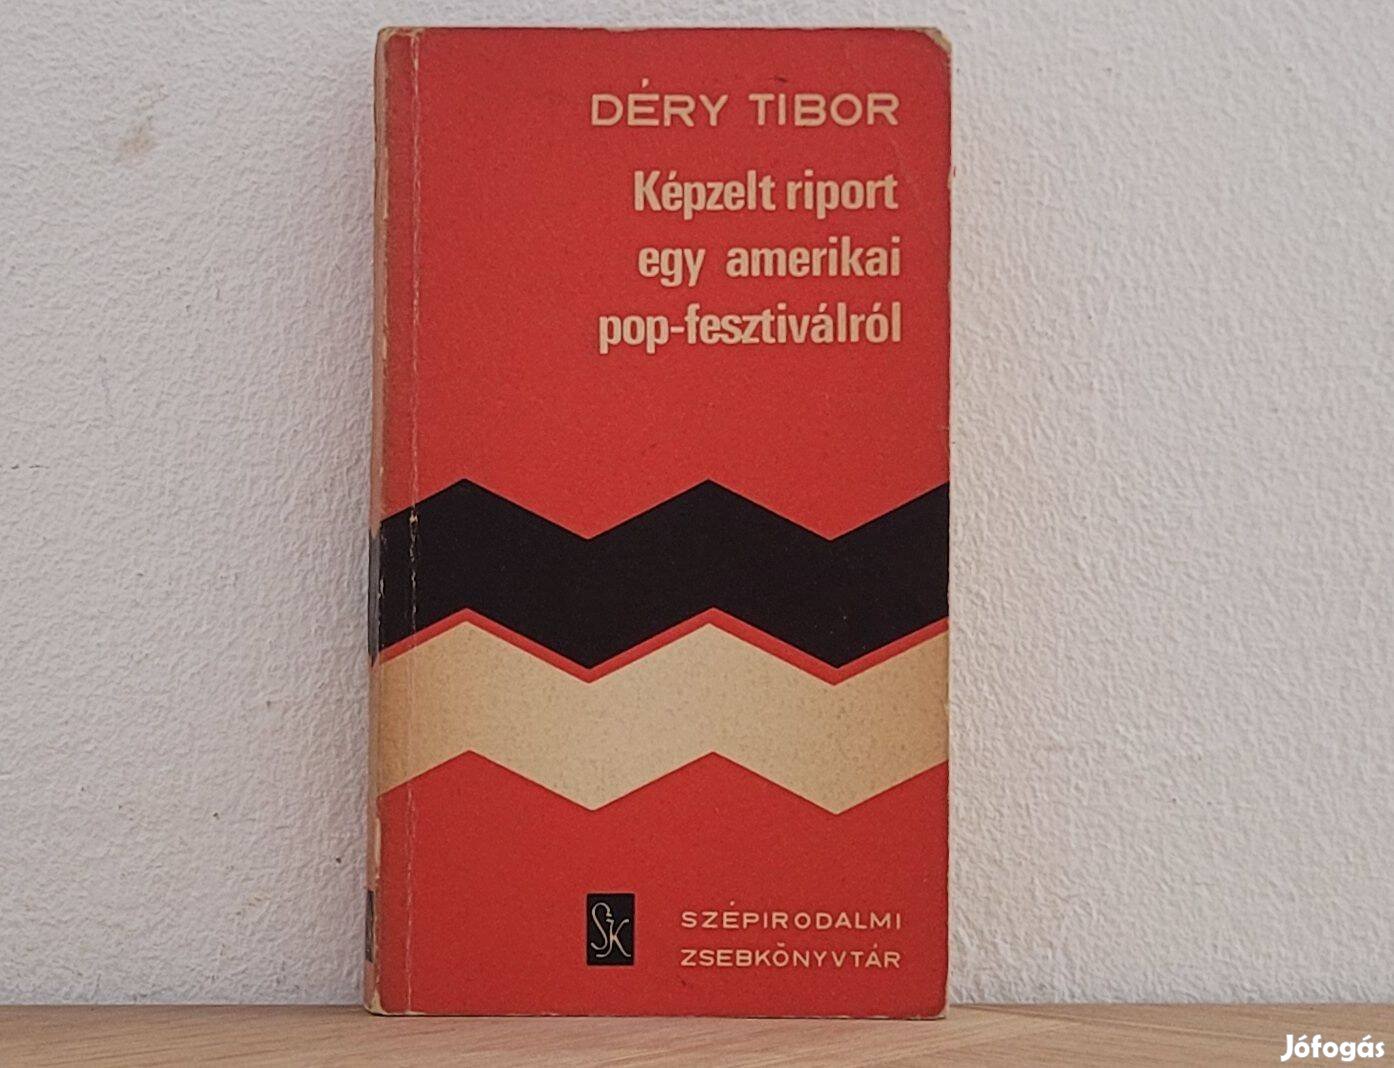 DÉRY TIBOR
Képzelt riport
egy amerikai
pop-fesztiválról
SzK
SZÉPIRODALMI
ZSEBKÖNYVTÁR
Jófogás